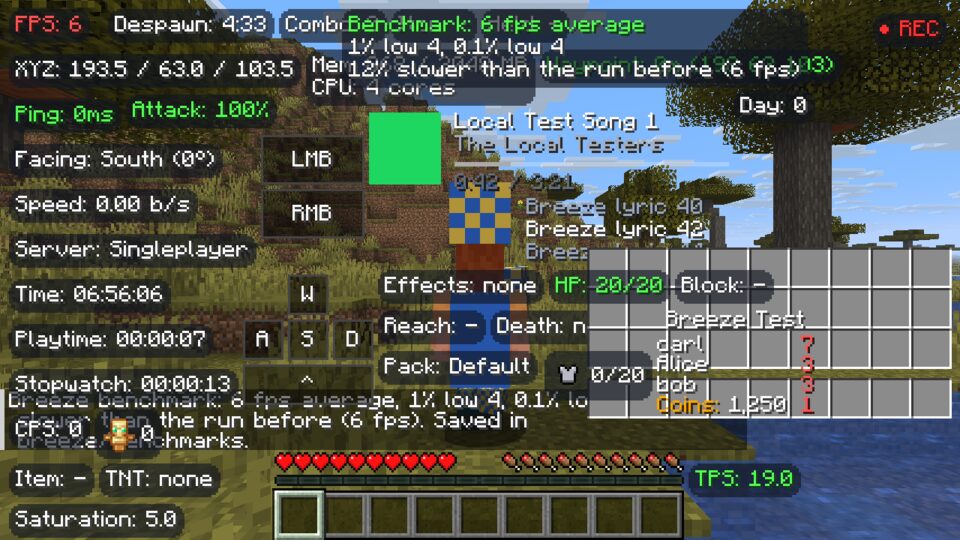 FPS: 6
Despawn: 4:33
Combo
Benchmark: 6 fps average
1% low 4, 0.1% low 4
12% slower than the run before (6 fps)
REC
XYZ: 193.5 / 63.0 / 103.5
CPU: 4 cores
Day: 0
Ping: 0ms
Attack: 100%
Local Test Song 1
The Local Testers
0:42 / 3:21
Facing: South (0°)
LMB
Speed: 0.00 b/s
RMB
Breeze lyric 40
Breeze lyric 42
Breeze
Server: Singleplayer
Time: 06:56:06
W
Effects: none
HP: 20/20
Block: -
Playtime: 00:00:07
A
S
D
Reach: -
Death: n
Breeze Test
darl 7
Alice 3
bob 3
Coins: 1,250 1
Pack: Default
0/20
Stopwatch: 00:00:13
^
Breeze benchmark: 6 fps average, 1% low 4, 0.1% lo
slower than the run before (6 fps). Saved in
CPS: 0
0
Item: -
TNT: none
TPS: 19.0
Saturation: 5.0